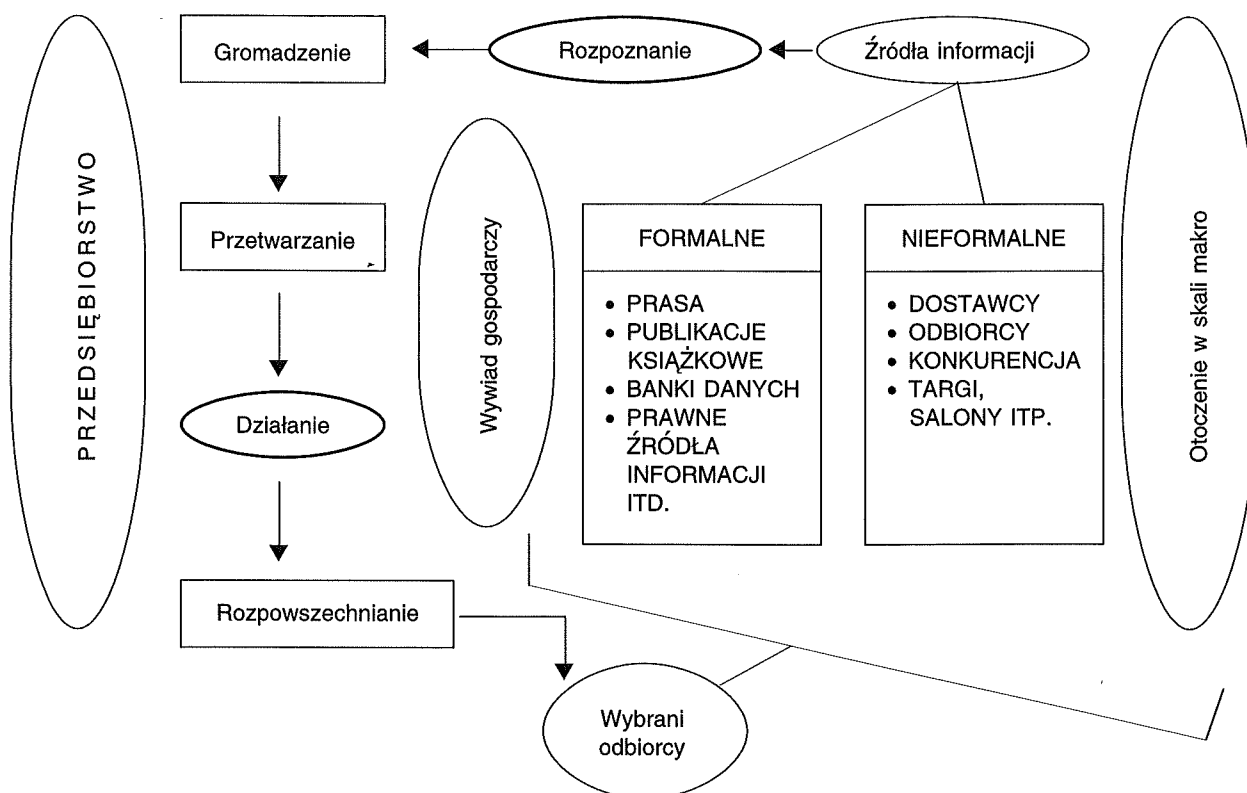 Gromadzenie
Rozpoznanie
Źródła informacji
PRZEDSIĘBIORSTWO
Przetwarzanie
Wywiad gospodarczy
FORMALNE
• PRASA
• PUBLIKACJE
KSIĄŻKOWE
• BANKI DANYCH
• PRAWNE
ŹRÓDŁA
INFORMACJI
ITD.
NIEFORMALNE
• DOSTAWCY
• ODBIORCY
• KONKURENCJA
• TARGI,
SALONY ITP.
Otoczenie w skali makro
Działanie
Rozpowszechnianie
Wybrani
odbiorcy